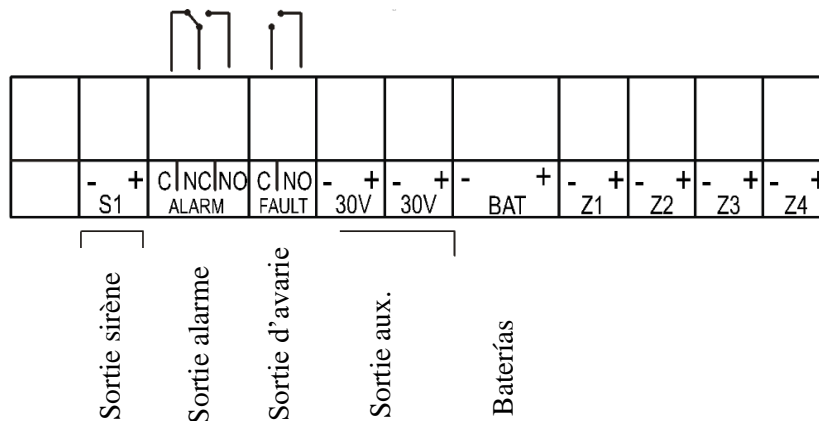 - + C NC NO C NO - + - + - + - + - + - + - +
S1 ALARM FAULT 30V 30V BAT Z1 Z2 Z3 Z4
Sortie sirène
Sortie alarme
Sortie d'avarie
Sortie aux.
Baterías